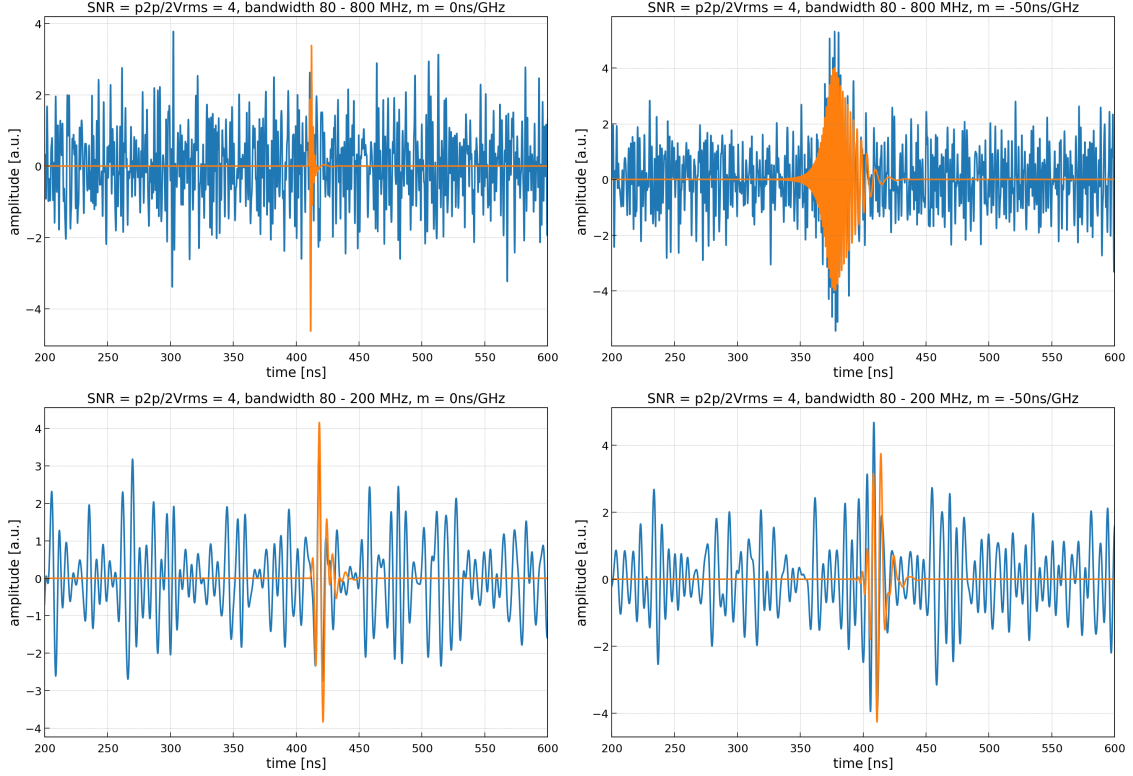 SNR = p2p/2Vrms = 4, bandwidth 80 - 800 MHz, m = 0ns/GHz
amplitude [a.u.]
4
2
0
−2
−4
200 250 300 350 400 450 500 550 600
time [ns]
SNR = p2p/2Vrms = 4, bandwidth 80 - 800 MHz, m = -50ns/GHz
amplitude [a.u.]
4
2
0
−2
−4
200 250 300 350 400 450 500 550 600
time [ns]
SNR = p2p/2Vrms = 4, bandwidth 80 - 200 MHz, m = 0ns/GHz
amplitude [a.u.]
4
3
2
1
0
−1
−2
−3
−4
200 250 300 350 400 450 500 550 600
time [ns]
SNR = p2p/2Vrms = 4, bandwidth 80 - 200 MHz, m = -50ns/GHz
amplitude [a.u.]
4
2
0
−2
−4
200 250 300 350 400 450 500 550 600
time [ns]